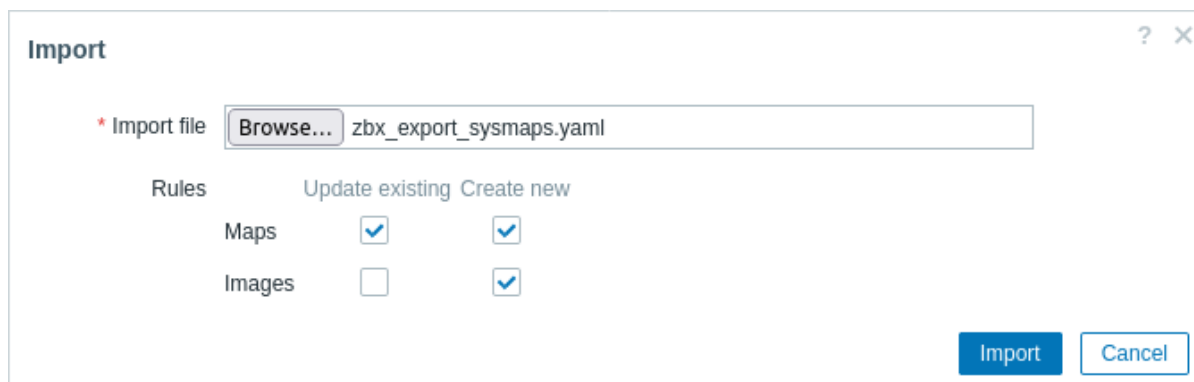 Import
? ×
* Import file Browse... zbx_export_sysmaps.yaml
Rules Update existing Create new
Maps
Images
Import Cancel